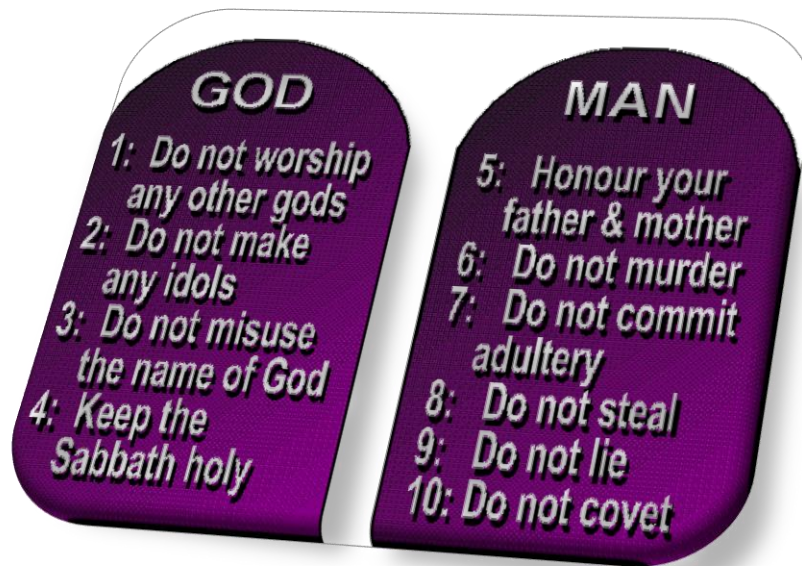 GOD
1: Do not worship
any other gods
2: Do not make
any idols
3: Do not misuse
the name of God
4: Keep the
Sabbath holy
MAN
5: Honour your
father & mother
6: Do not murder
7: Do not commit
adultery
8: Do not steal
9: Do not lie
10: Do not covet